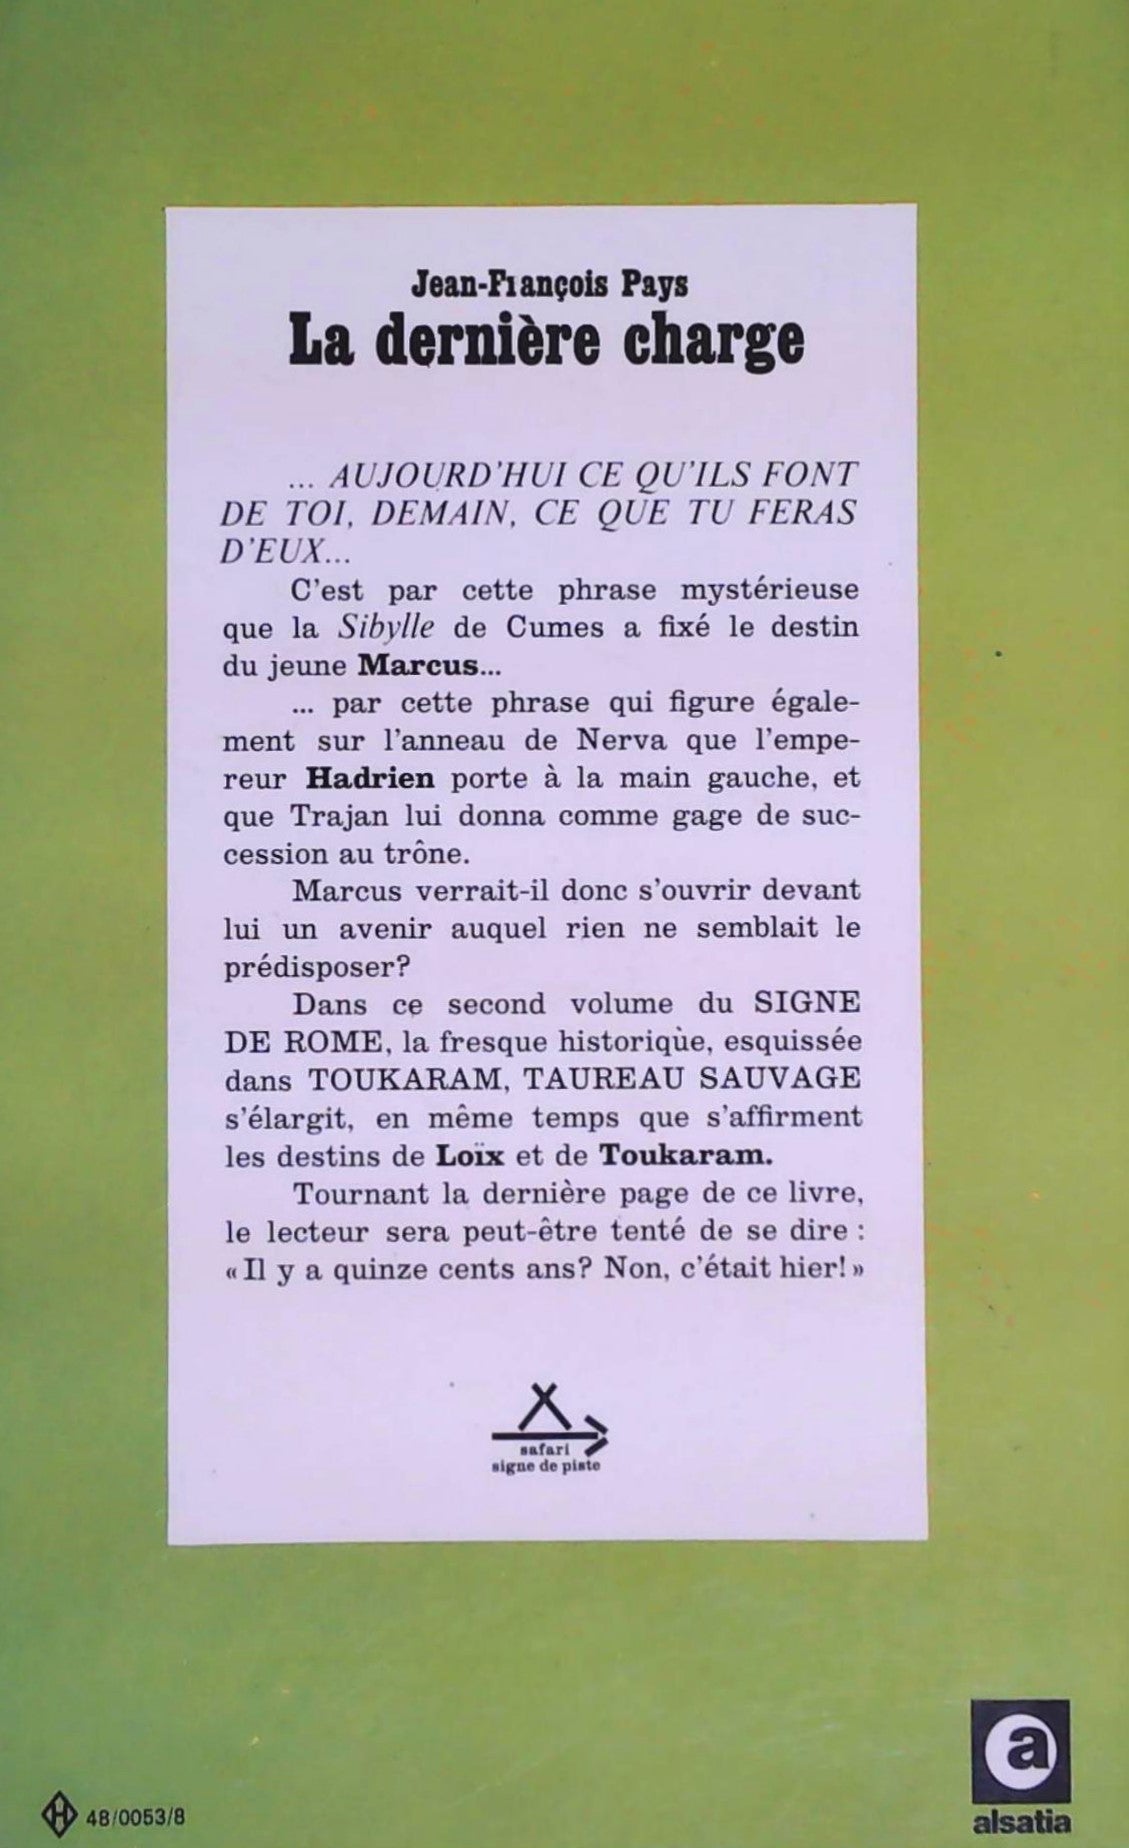 Jean-François Pays
La dernière charge
... AUJOURD'HUI CE QU'ILS FONT
DE TOI, DEMAIN, CE QUE TU FERAS
D'EUX...
C'est par cette phrase mystérieuse
que la Sibylle de Cumes a fixé le destin
du jeune Marcus...
... par cette phrase qui figure égale-
ment sur l'anneau de Nerva que l'empe-
reur Hadrien porte à la main gauche, et
que Trajan lui donna comme gage de suc-
cession au trône.
Marcus verrait-il donc s'ouvrir devant
lui un avenir auquel rien ne semblait le
prédisposer?
Dans ce second volume du SIGNE
DE ROME, la fresque historique, esquissée
dans TOUKARAM, TAUREAU SAUVAGE
s'élargit, en même temps que s'affirment
les destins de Loïx et de Toukaram.
Tournant la dernière page de ce livre,
le lecteur sera peut-être tenté de se dire :
« Il y a quinze cents ans? Non, c'était hier! »
safari
signe de piste
a
alsatia
H 48/0053/8